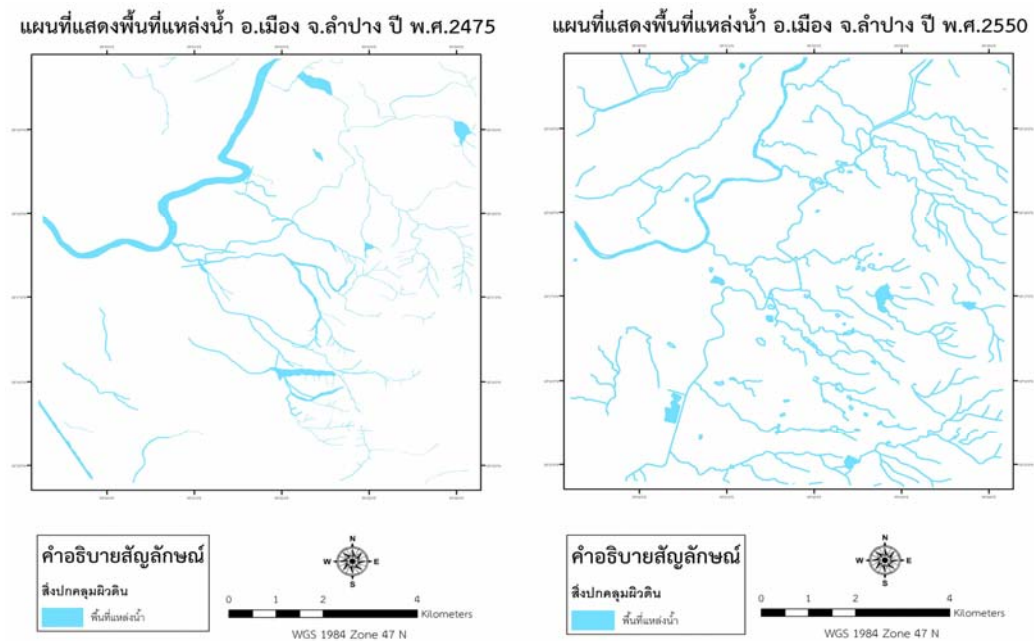 แผนที่แสดงพื้นที่แหล่งน้ำ อ.เมือง จ.ลำปาง ปี พ.ศ.2475
คำอธิบายสัญลักษณ์
สิ่งปกคลุมผิวดิน
พื้นที่แหล่งน้ำ
N
W E
S
0 1 2 3 4
Kilometers
WGS 1984 Zone 47 N
แผนที่แสดงพื้นที่แหล่งน้ำ อ.เมือง จ.ลำปาง ปี พ.ศ.2550
คำอธิบายสัญลักษณ์
สิ่งปกคลุมผิวดิน
พื้นที่แหล่งน้ำ
N
W E
S
0 1 2 3 4
Kilometers
WGS 1984 Zone 47 N